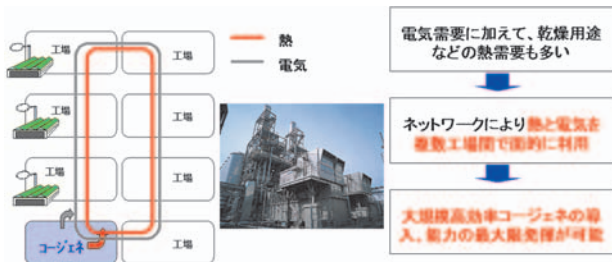 工場
工場
熱
電気
工場
工場
工場
工場
コージェネ
工場
電気需要に加えて、乾燥用途
などの熱需要も多い
ネットワークにより熱と電気を
複数工場間で面的に利用
大規模高効率コージェネの導
入、能力の最大限発揮が可能